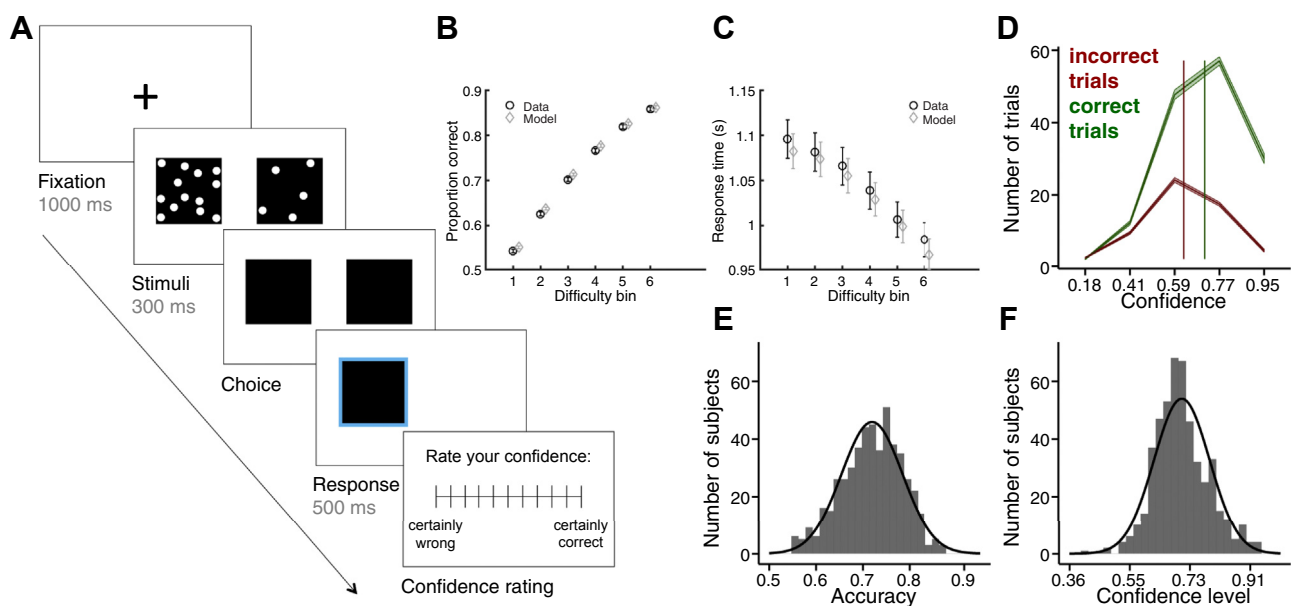 A
Fixation
1000 ms
Stimuli
300 ms
Choice
Response
500 ms
Rate your confidence:
certainly
wrong
certainly
correct
Confidence rating
B
Proportion correct
0.9
0.8
0.7
0.6
0.5
Data
Model
1 2 3 4 5 6
Difficulty bin
C
Response time (s)
1.15
1.1
1.05
1
0.95
Data
Model
1 2 3 4 5 6
Difficulty bin
D
Number of trials
60
40
20
0
incorrect
trials
correct
trials
0.18 0.41 0.59 0.77 0.95
Confidence
E
Number of subjects
60
40
20
0
0.5 0.6 0.7 0.8 0.9
Accuracy
F
Number of subjects
60
40
20
0
0.36 0.55 0.73 0.91
Confidence level